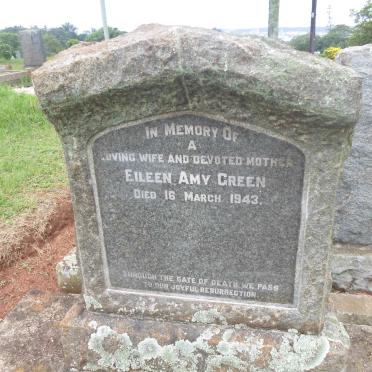 In Memory Of
A
Loving Wife and Devoted Mother
Eileen Amy Green
Died 16 March 1943.
Through the Gate of Death We Pass
To Our Joyful Resurrection